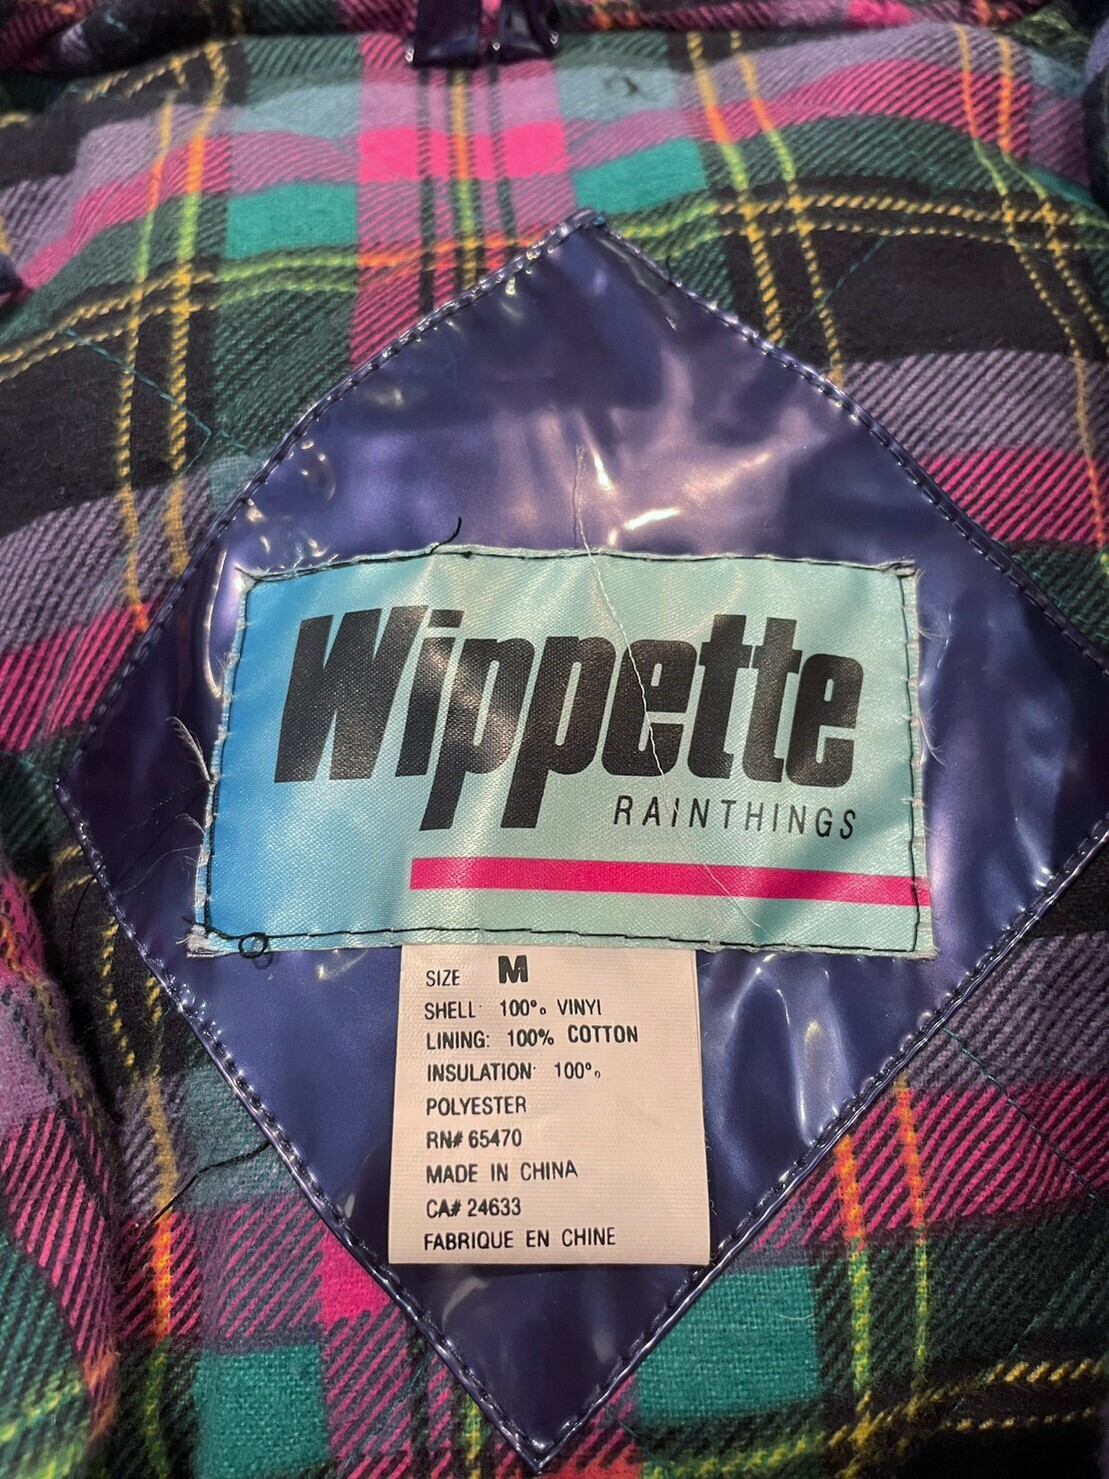 Wippette
RAINTHINGS
SIZE M
SHELL: 100% VINYl
LINING: 100% COTTON
INSULATION: 100%
POLYESTER
RN# 65470
MADE IN CHINA
CA# 24633
FABRIQUE EN CHINE